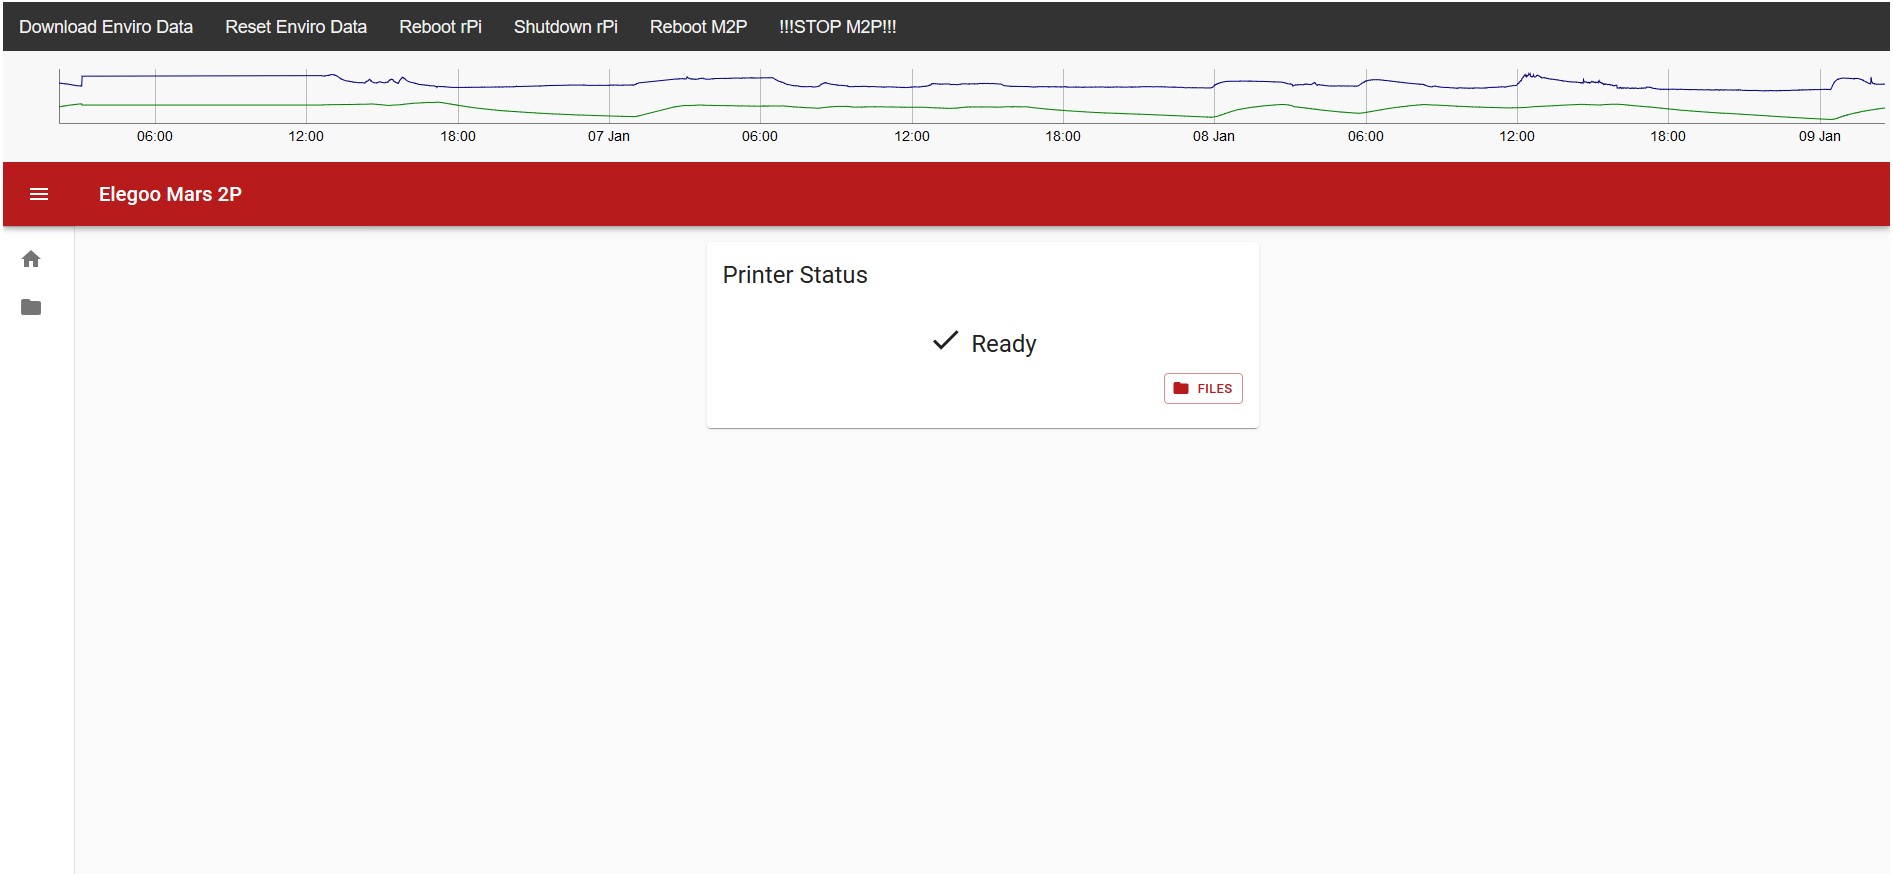 Download Enviro Data Reset Enviro Data Reboot rPi Shutdown rPi Reboot M2P !!!STOP M2P!!!
06:00 12:00 18:00 07 Jan 06:00 12:00 18:00 08 Jan 06:00 12:00 18:00 09 Jan
Elegoo Mars 2P
Printer Status
Ready
FILES